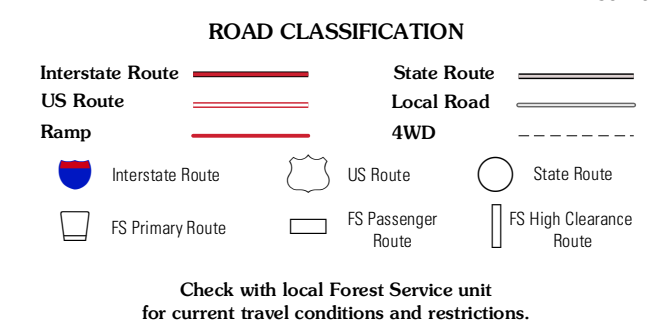 ROAD CLASSIFICATION
Interstate Route
State Route
US Route
Local Road
Ramp
4WD
Interstate Route
US Route
State Route
FS Primary Route
FS Passenger
Route
FS High Clearance
Route
Check with local Forest Service unit
for current travel conditions and restrictions.